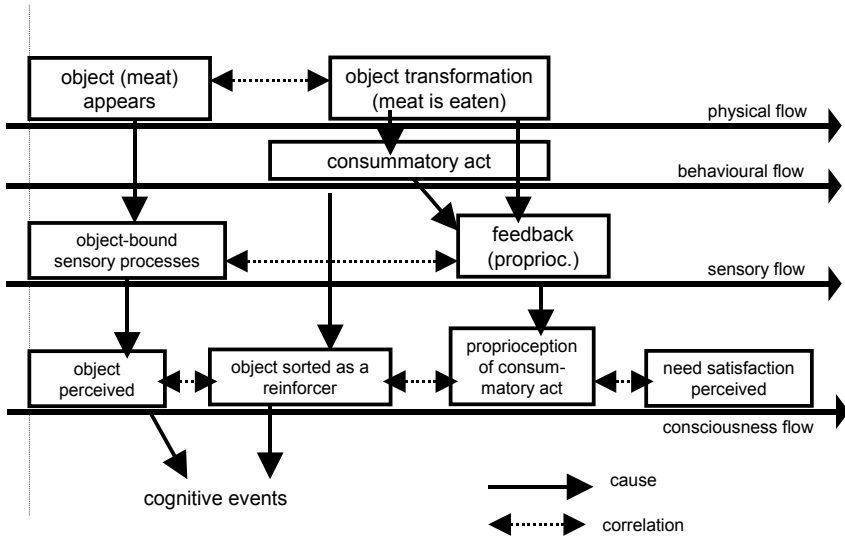 object (meat)
appears
object transformation
(meat is eaten)
physical flow
consummatory act
behavioural flow
object-bound
sensory processes
feedback
(proprioc.)
sensory flow
object
perceived
object sorted as a
reinforcer
proprioception
of consum-
matory act
need satisfaction
perceived
consciousness flow
cognitive events
cause
correlation